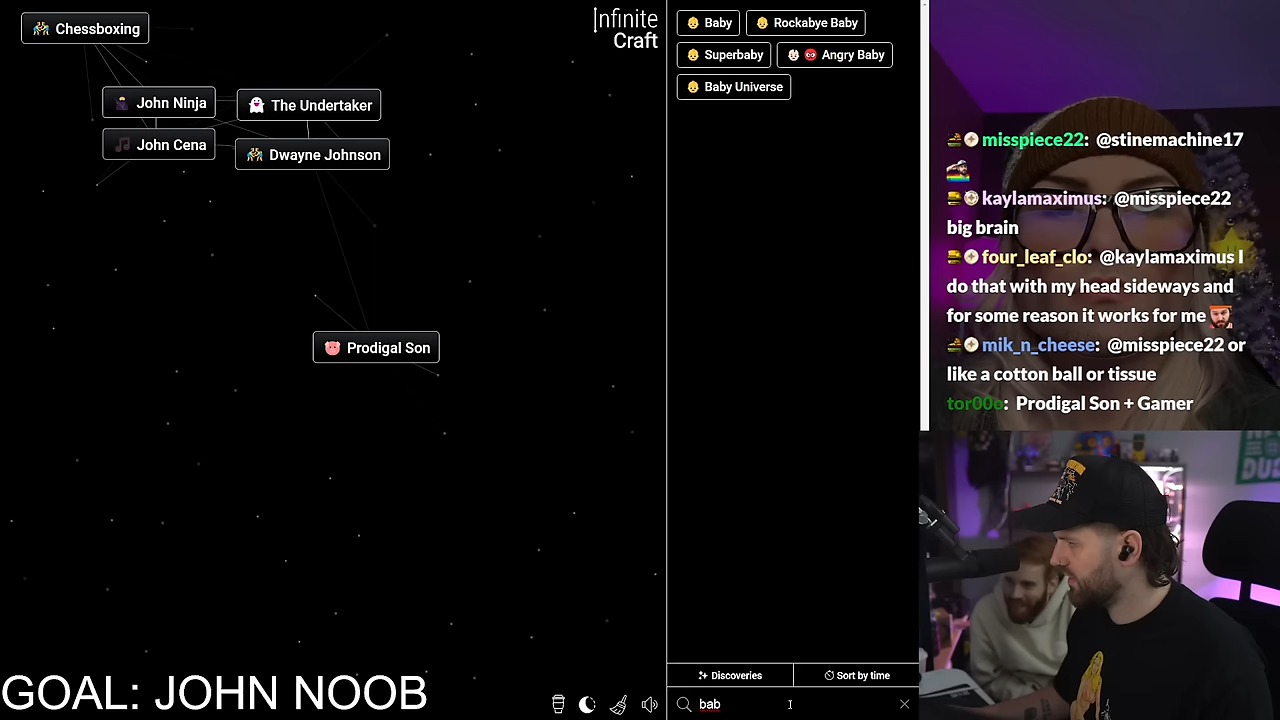 Chessboxing
John Ninja
The Undertaker
John Cena
Dwayne Johnson
Prodigal Son
Infinite
Craft
Baby
Rockabye Baby
Superbaby
Angry Baby
Baby Universe
Discoveries
Sort by time
bab
GOAL: JOHN NOOB
misspiece22: @stinemachine17
kaylamaximus: @misspiece22
big brain
four_leaf_clo: @kaylamaximus I
do that with my head sideways and
for some reason it works for me
mik_n_cheese: @misspiece22 or
like a cotton ball or tissue
tor00o: Prodigal Son + Gamer